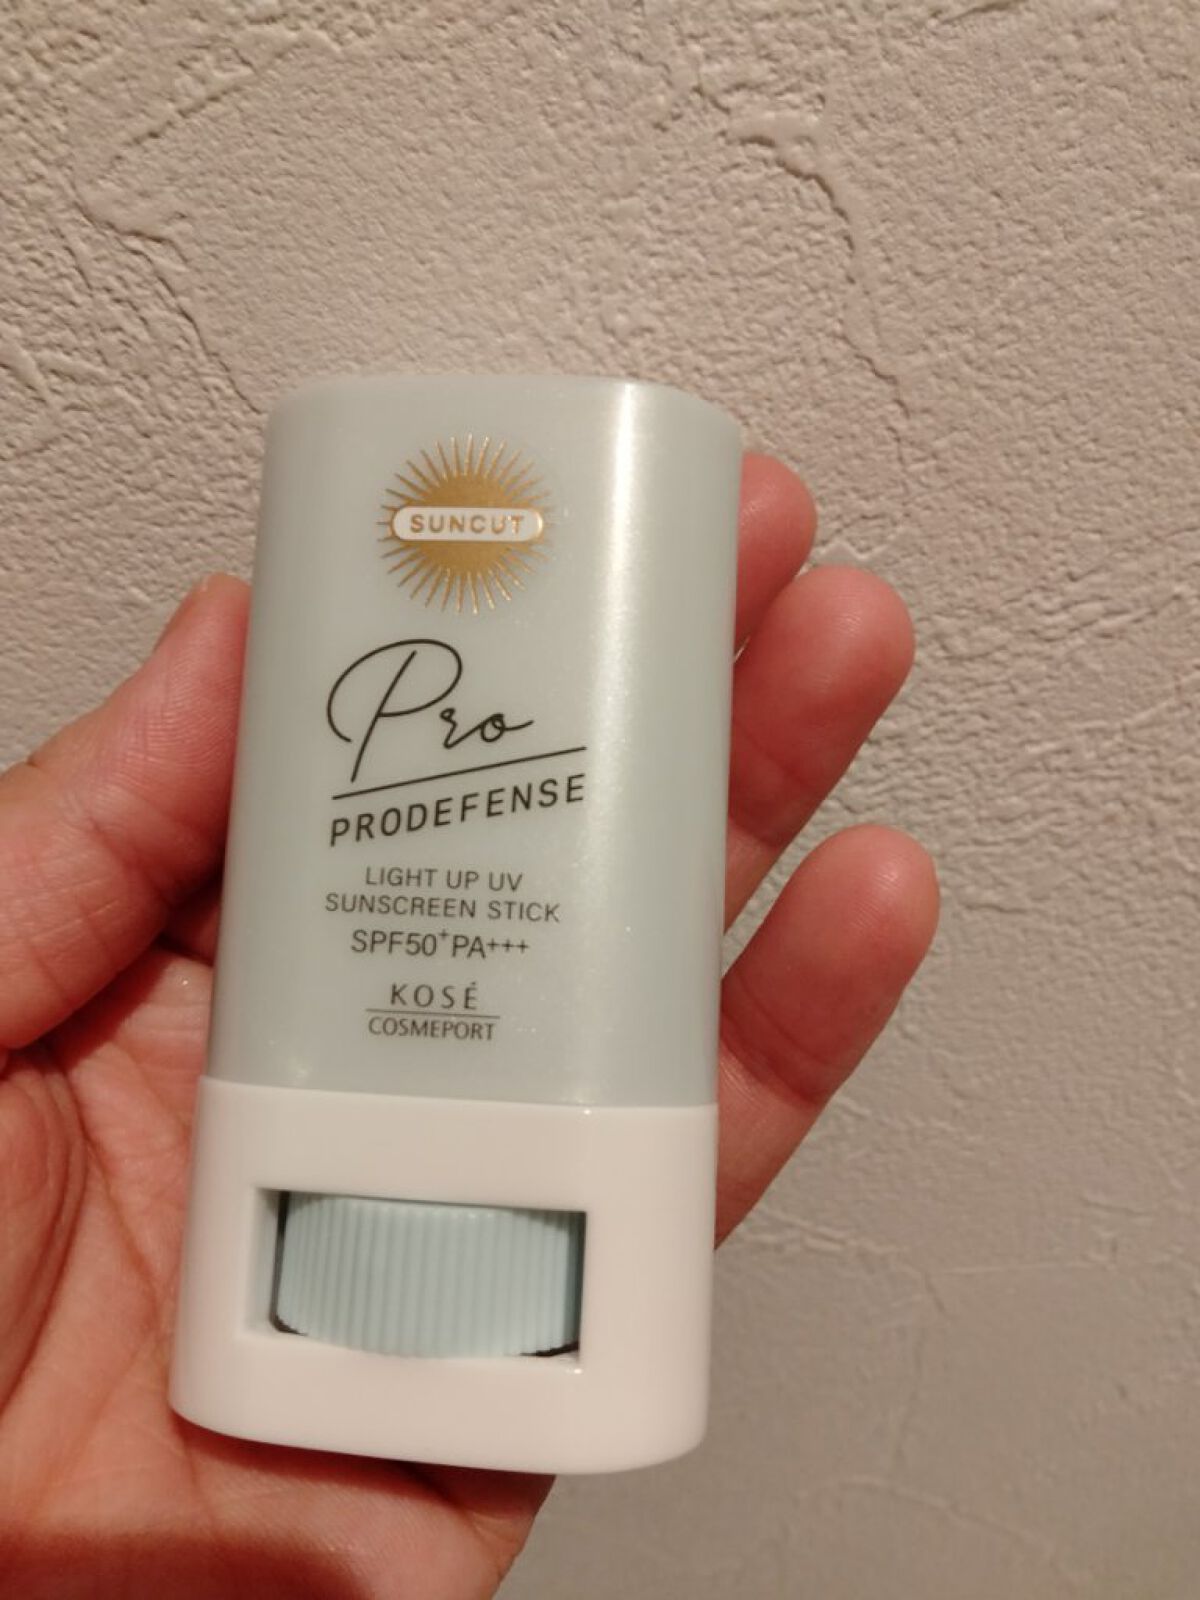 SUNCUT
Pro
PRODEFENSE
LIGHT UP UV
SUNSCREEN STICK
SPF50+PA+++
KOSÉ
COSMEPORT